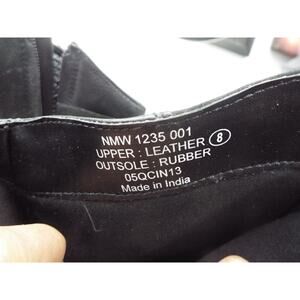 NMW 1235 001
UPPER : LEATHER 8
OUTSOLE : RUBBER
05QCIN13
Made in India